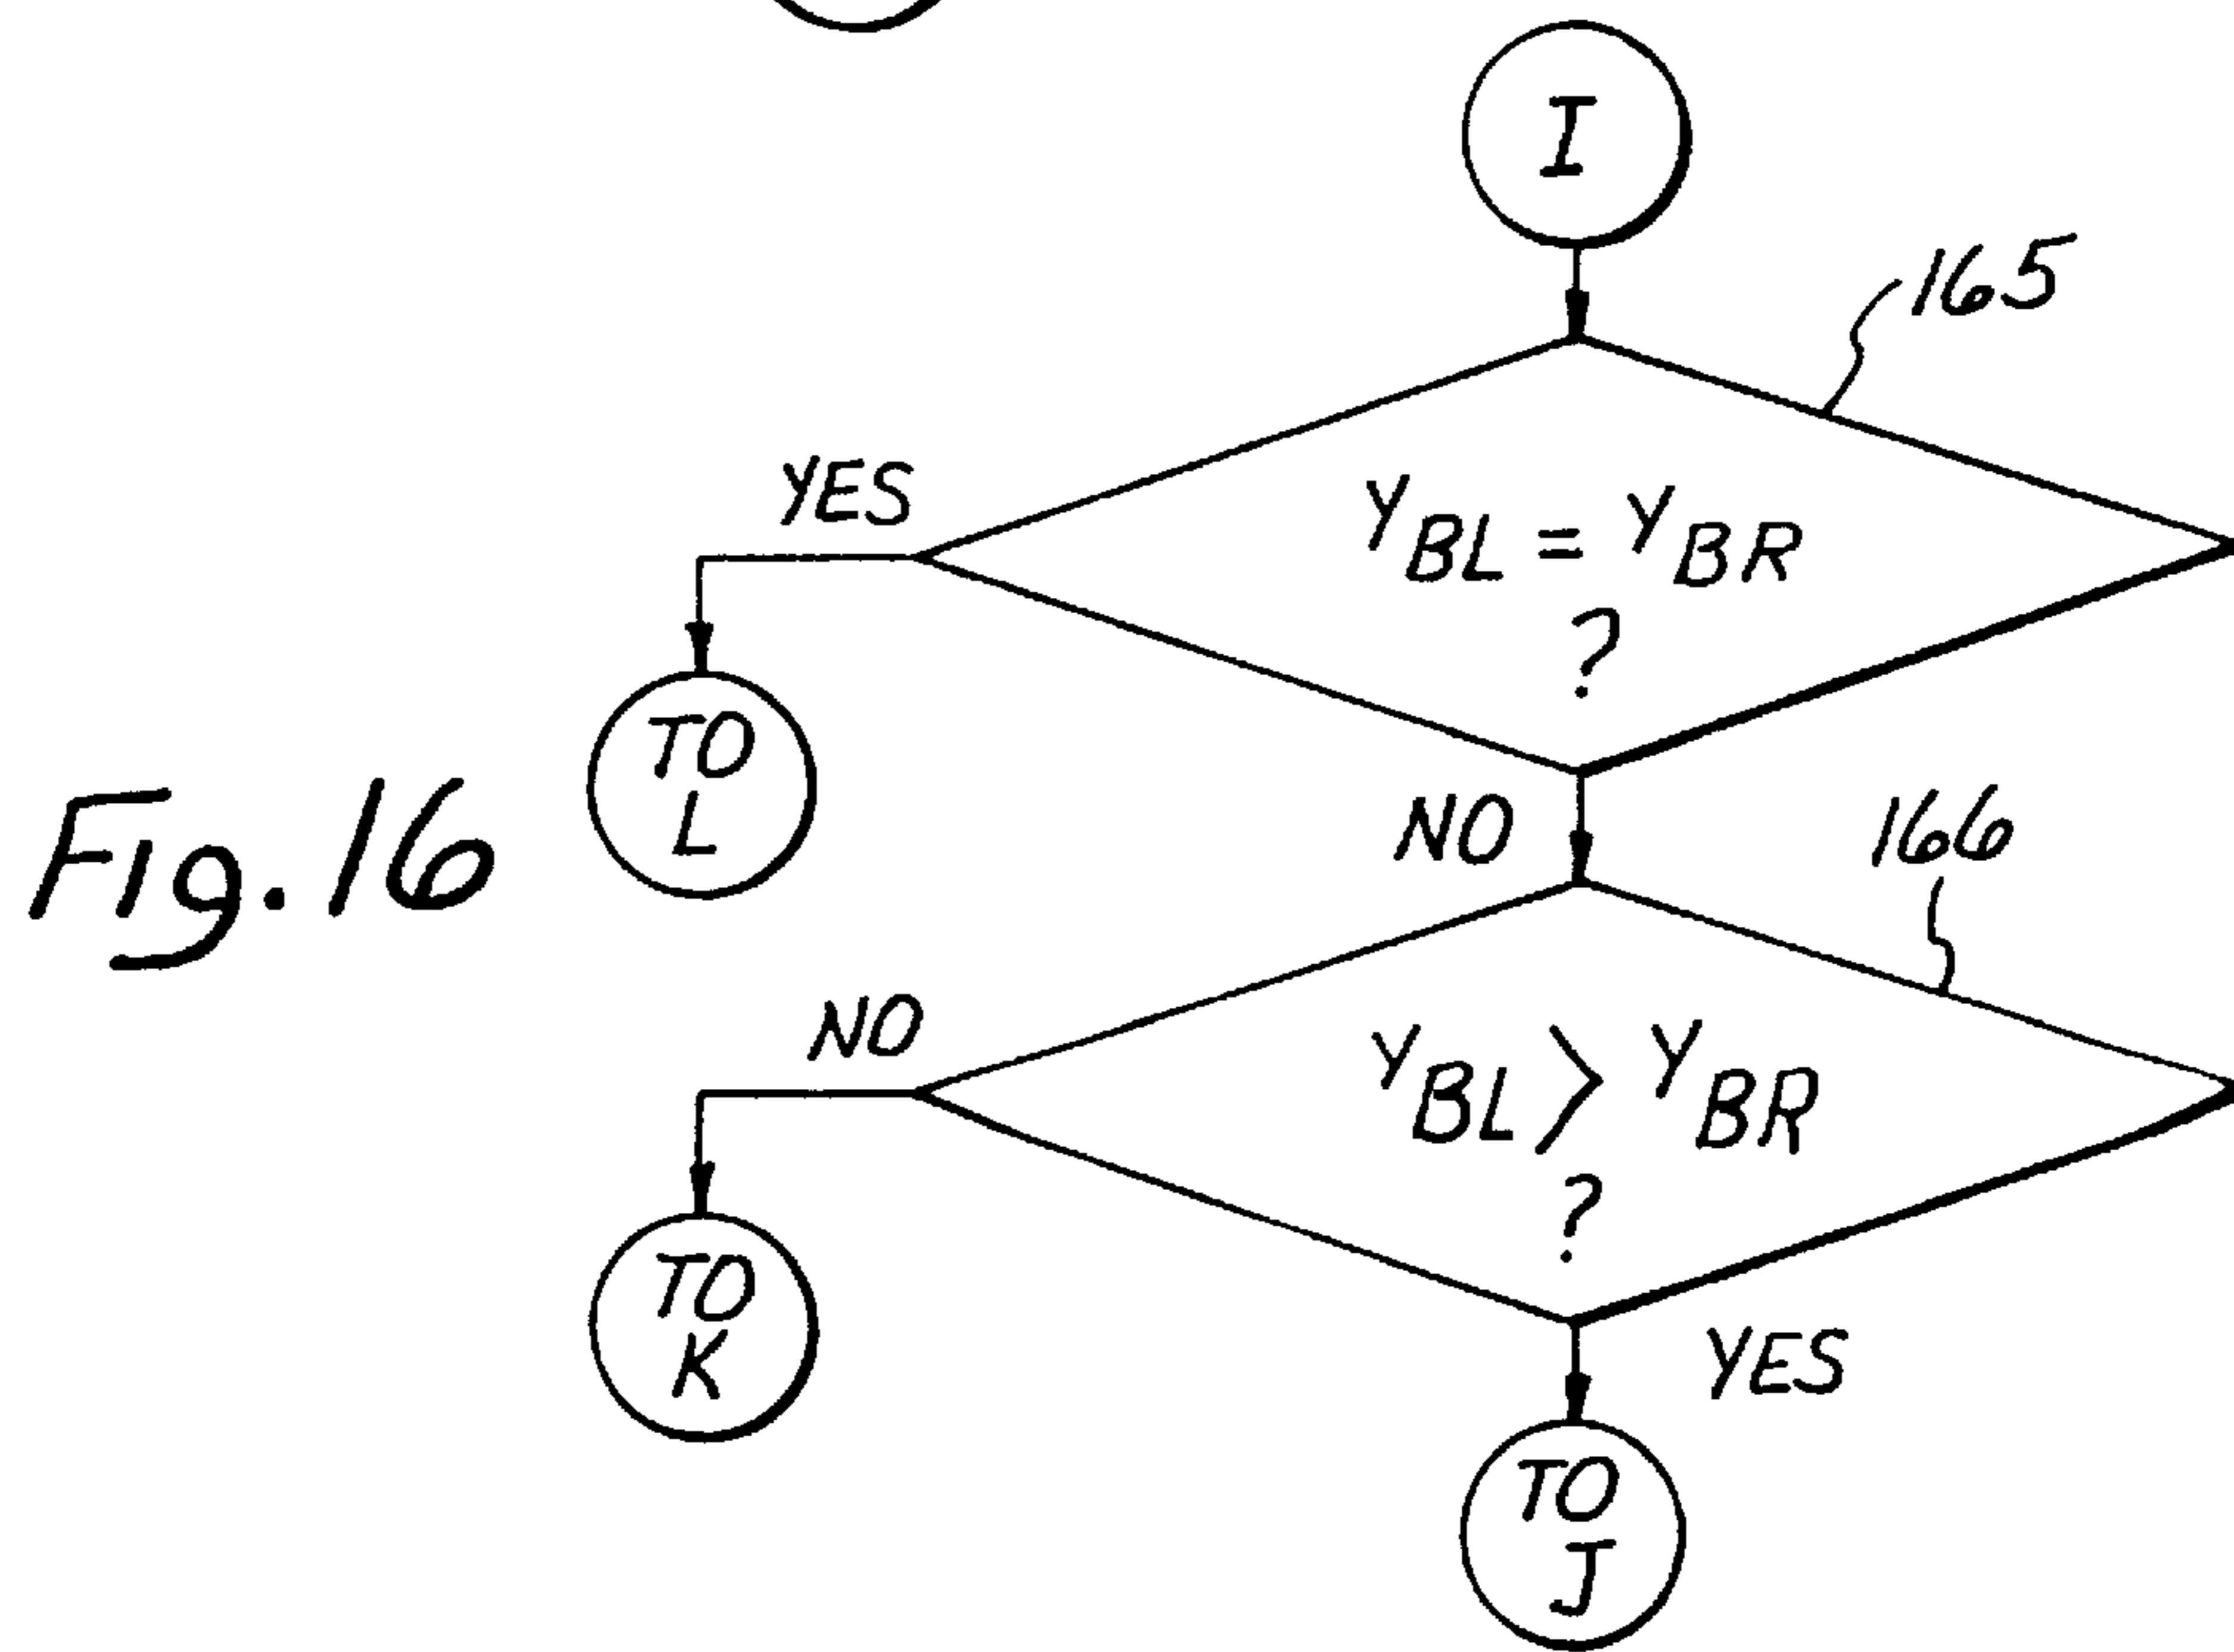 I
165
YES
Y_BL = Y_BR
?
TO
L
Fig. 16
NO
166
NO
Y_BL > Y_BR
?
TO
K
YES
TO
J